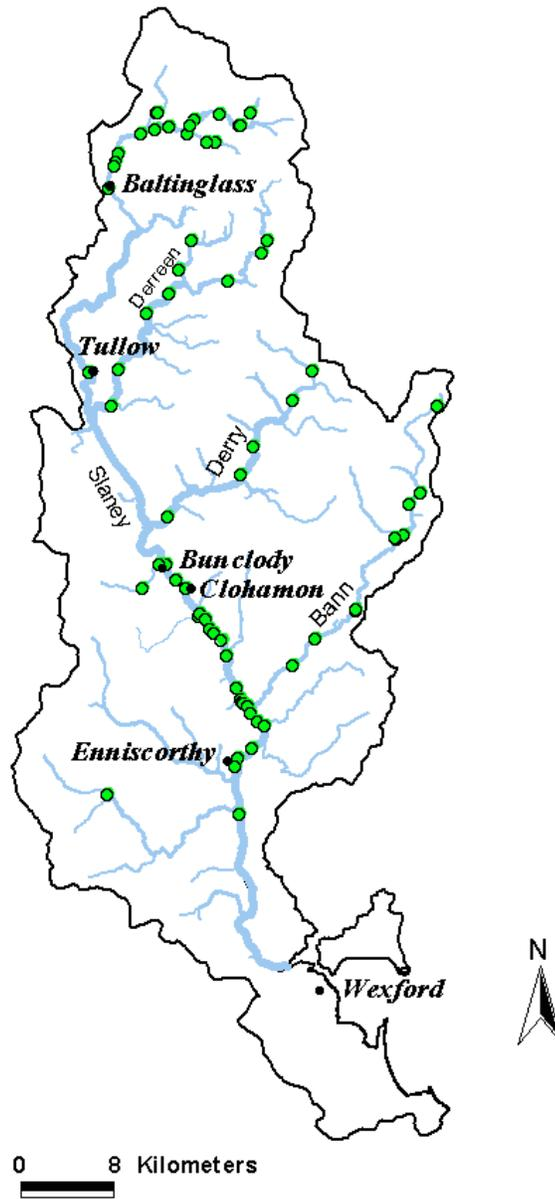 Baltinglass
Derreen
Tullow
Derry
Slaney
Bunclody
Clohamon
Bann
Enniscorthy
N
Wexford
0 8 Kilometers